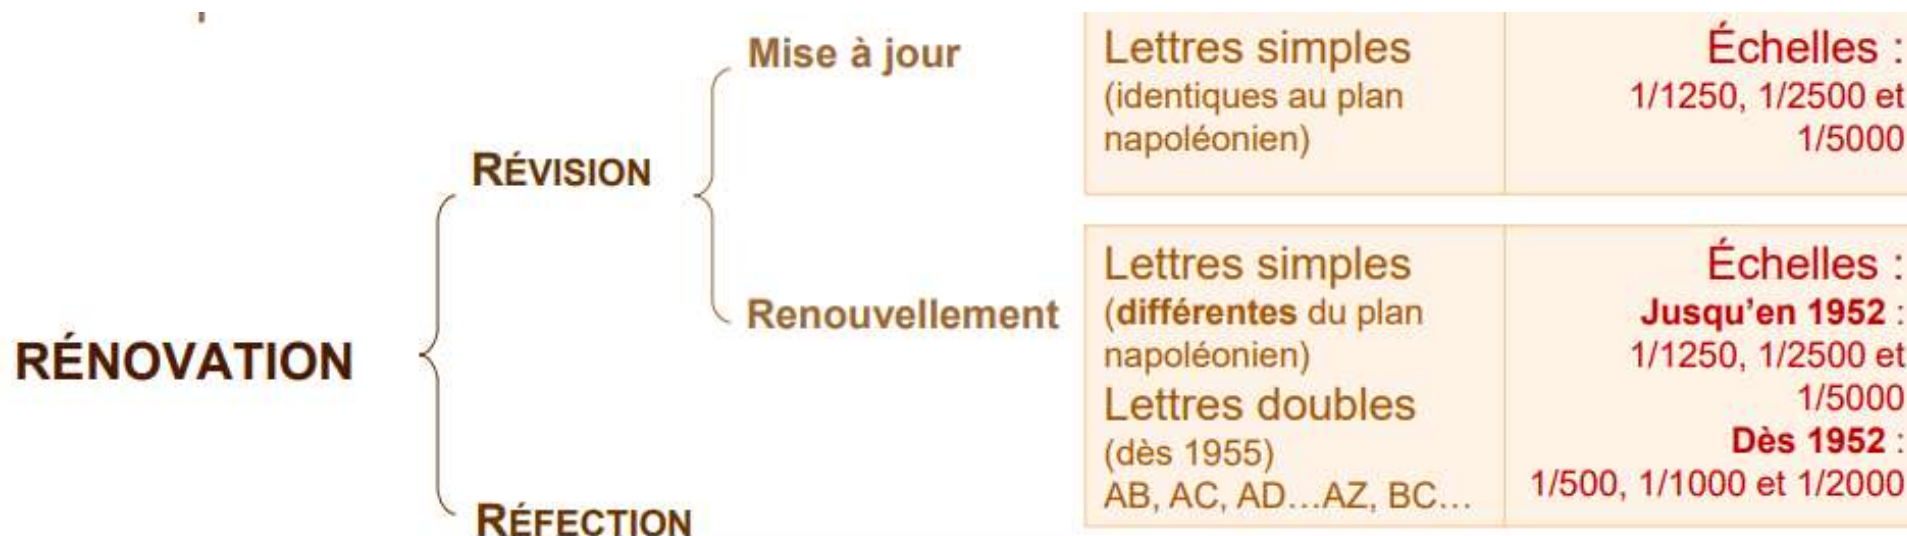 Mise à jour
Lettres simples
(identiques au plan
napoléonien)
Échelles :
1/1250, 1/2500 et
1/5000
RÉVISION
Renouvellement
Lettres simples
(différentes du plan
napoléonien)
Lettres doubles
(dès 1955)
AB, AC, AD…AZ, BC…
Échelles :
Jusqu'en 1952 :
1/1250, 1/2500 et
1/5000
Dès 1952 :
1/500, 1/1000 et 1/2000
RÉNOVATION
RÉFECTION